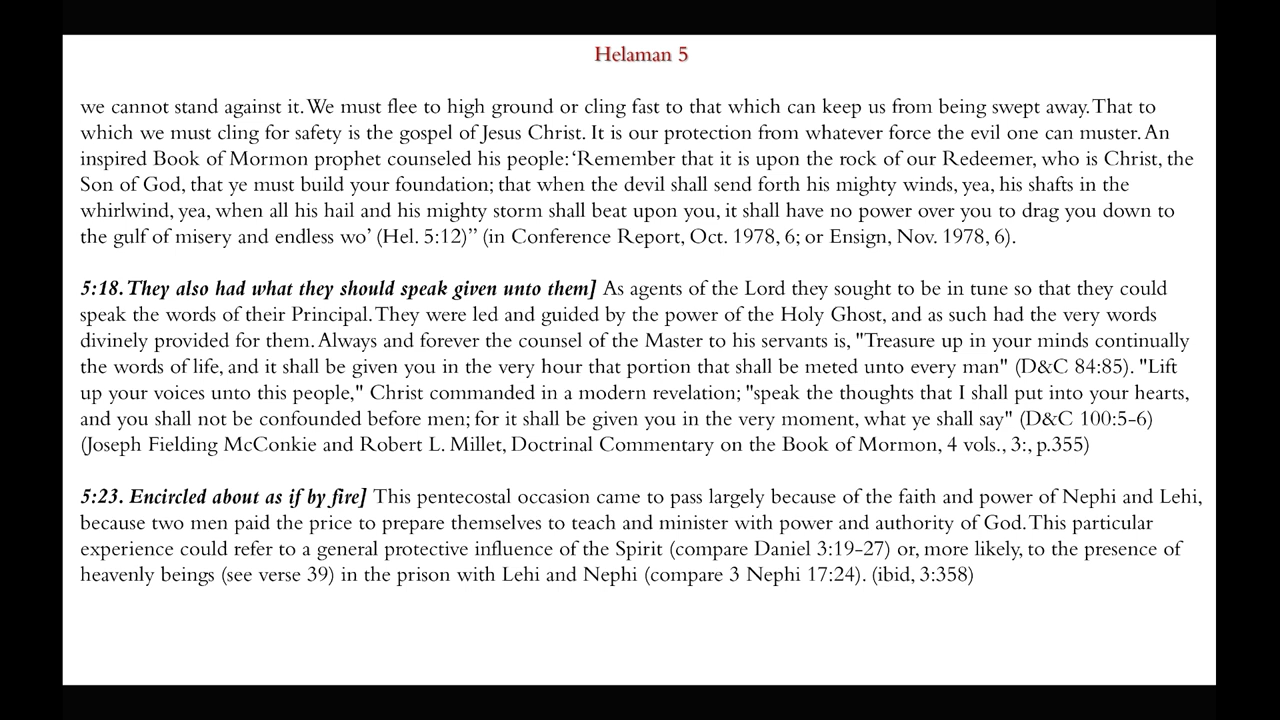 Helaman 5
we cannot stand against it. We must flee to high ground or cling fast to that which can keep us from being swept away. That to
which we must cling for safety is the gospel of Jesus Christ. It is our protection from whatever force the evil one can muster. An
inspired Book of Mormon prophet counseled his people: ‘Remember that it is upon the rock of our Redeemer, who is Christ, the
Son of God, that ye must build your foundation; that when the devil shall send forth his mighty winds, yea, his shafts in the
whirlwind, yea, when all his hail and his mighty storm shall beat upon you, it shall have no power over you to drag you down to
the gulf of misery and endless wo’ (Hel. 5:12)” (in Conference Report, Oct. 1978, 6; or Ensign, Nov. 1978, 6).
5:18. They also had what they should speak given unto them] As agents of the Lord they sought to be in tune so that they could
speak the words of their Principal. They were led and guided by the power of the Holy Ghost, and as such had the very words
divinely provided for them. Always and forever the counsel of the Master to his servants is, "Treasure up in your minds continually
the words of life, and it shall be given you in the very hour that portion that shall be meted unto every man" (D&C 84:85). "Lift
up your voices unto this people," Christ commanded in a modern revelation; "speak the thoughts that I shall put into your hearts,
and you shall not be confounded before men; for it shall be given you in the very moment, what ye shall say" (D&C 100:5-6)
(Joseph Fielding McConkie and Robert L. Millet, Doctrinal Commentary on the Book of Mormon, 4 vols., 3:, p.355)
5:23. Encircled about as if by fire] This pentecostal occasion came to pass largely because of the faith and power of Nephi and Lehi,
because two men paid the price to prepare themselves to teach and minister with power and authority of God. This particular
experience could refer to a general protective influence of the Spirit (compare Daniel 3:19-27) or, more likely, to the presence of
heavenly beings (see verse 39) in the prison with Lehi and Nephi (compare 3 Nephi 17:24). (ibid, 3:358)